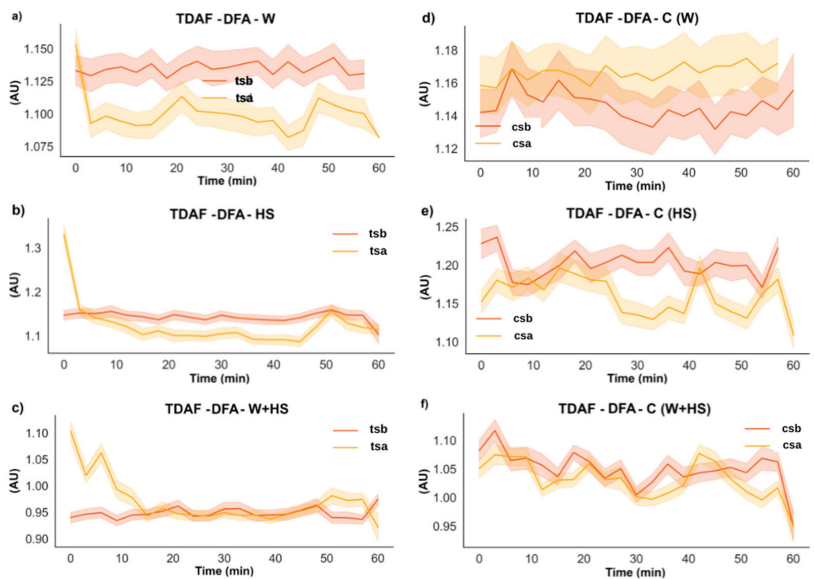 a)
TDAF -DFA - W
1.150
1.125
1.100
1.075
(AU)
tsb
tsa
0 10 20 30 40 50 60
Time (min)
b)
TDAF -DFA - HS
1.3
1.2
1.1
(AU)
tsb
tsa
0 10 20 30 40 50 60
Time (min)
c)
TDAF -DFA - W+HS
1.10
1.05
1.00
0.95
0.90
(AU)
tsb
tsa
0 10 20 30 40 50 60
Time (min)
d)
TDAF - DFA - C (W)
1.18
1.16
1.14
1.12
(AU)
csb
csa
0 10 20 30 40 50 60
Time (min)
e)
TDAF - DFA - C (HS)
1.25
1.20
1.15
1.10
(AU)
csb
csa
0 10 20 30 40 50 60
Time (min)
f)
TDAF - DFA - C (W+HS)
1.10
1.05
1.00
0.95
(AU)
csb
csa
0 10 20 30 40 50 60
Time (min)